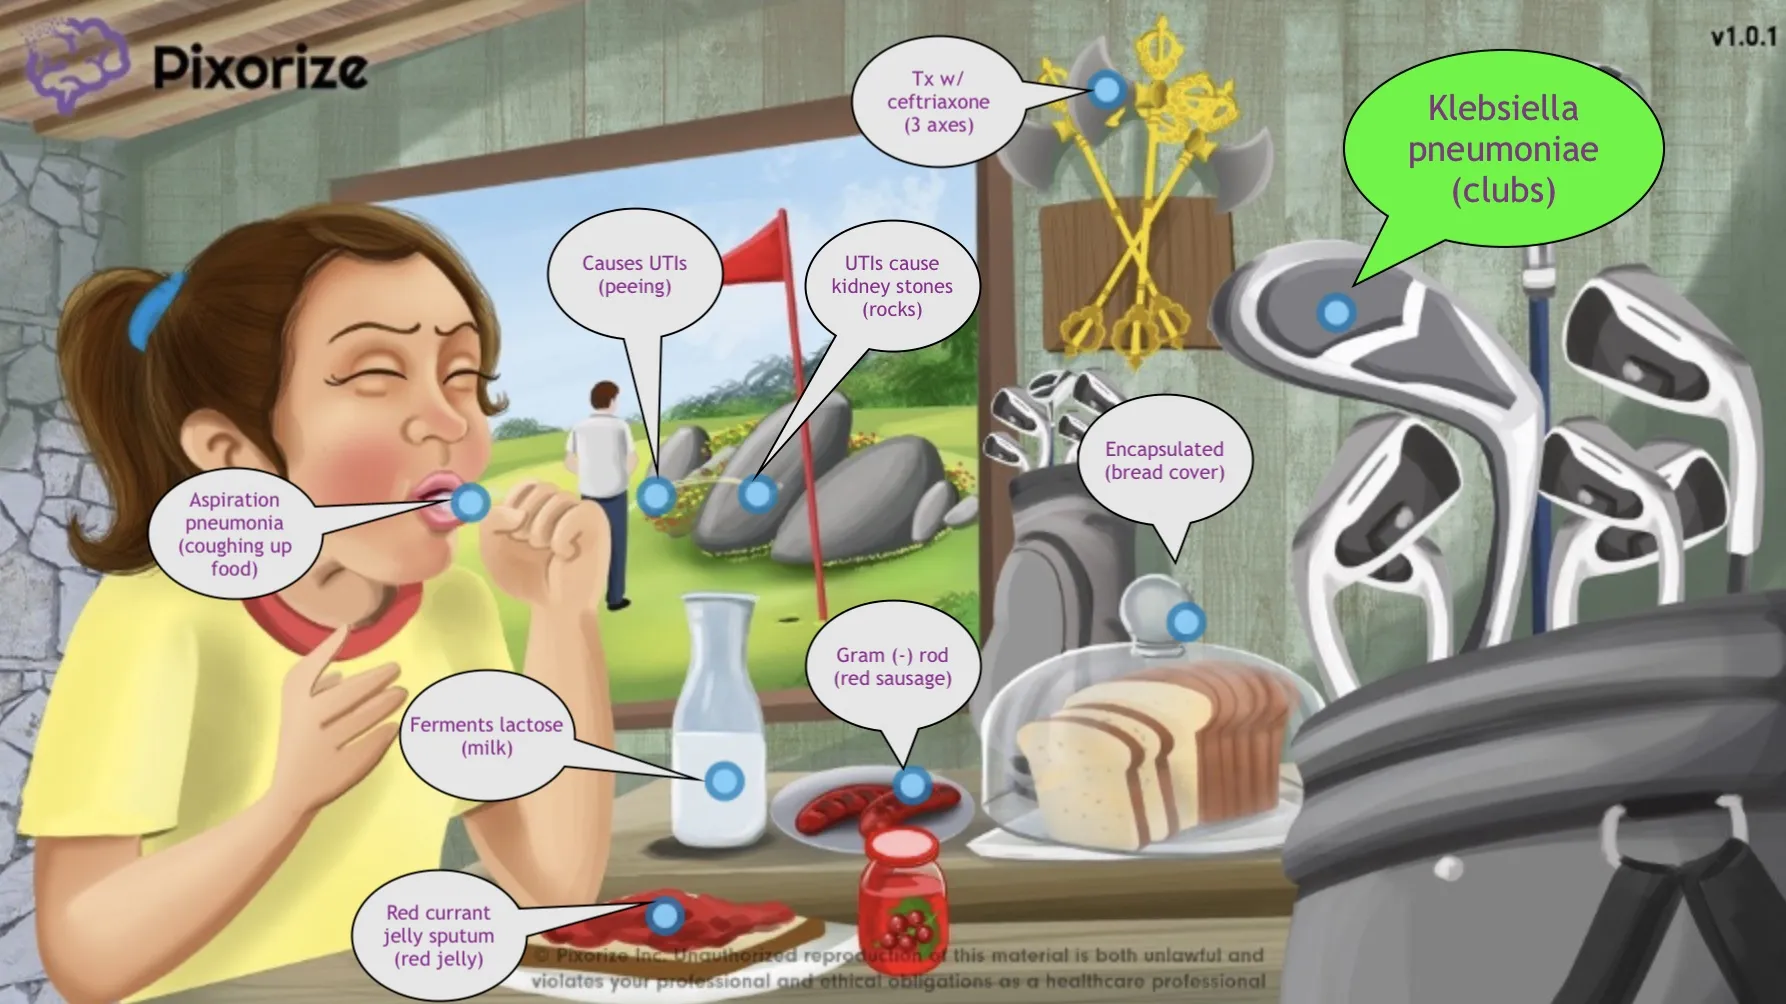 Pixorize
v1.0.1
Tx w/
ceftriaxone
(3 axes)
Klebsiella
pneumoniae
(clubs)
Causes UTIs
(peeing)
UTIs cause
kidney stones
(rocks)
Encapsulated
(bread cover)
Aspiration
pneumonia
(coughing up
food)
Gram (-) rod
(red sausage)
Ferments lactose
(milk)
Red currant
jelly sputum
(red jelly)
© Pixorize Inc. Unauthorized reproduction of this material is both unlawful and
violates your professional and ethical obligations as a healthcare professional